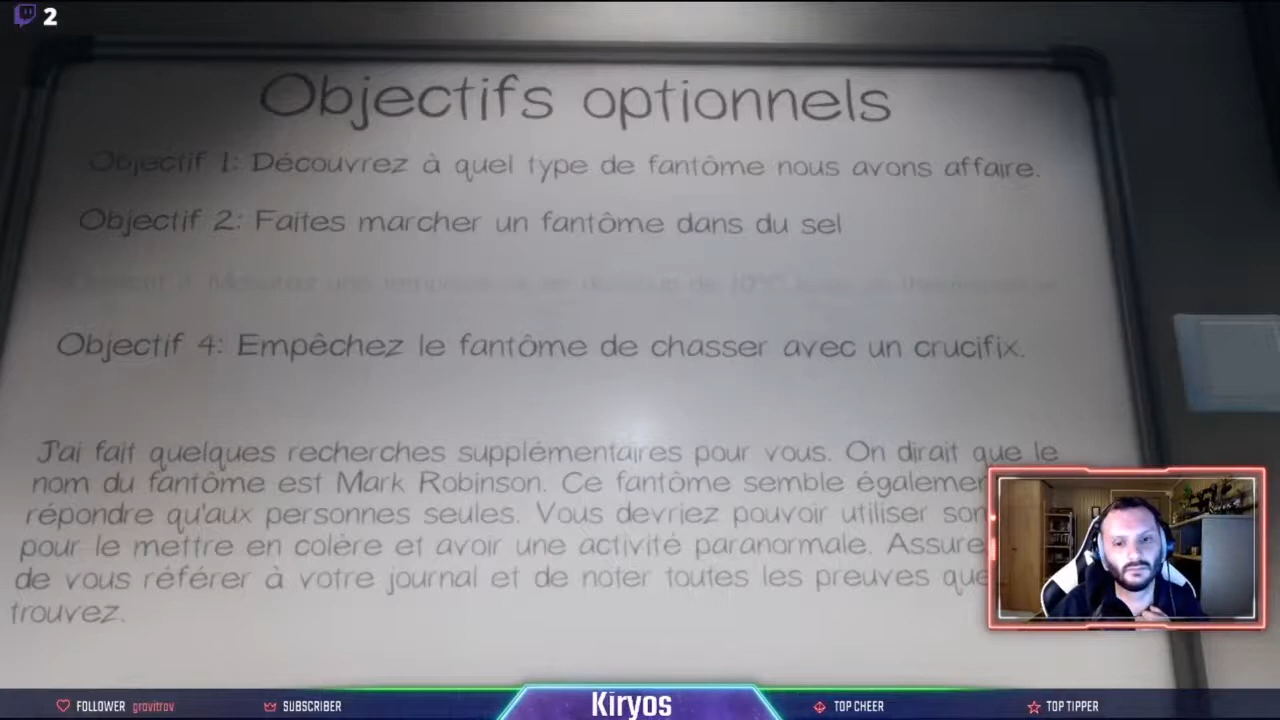 2
Objectifs optionnels
Objectif 1: Découvrez à quel type de fantôme nous avons affaire.
Objectif 2: Faites marcher un fantôme dans du sel
Objectif 4: Empêchez le fantôme de chasser avec un crucifix.
J'ai fait quelques recherches supplémentaires pour vous. On dirait que le
nom du fantôme est Mark Robinson. Ce fantôme semble
répondre qu'aux personnes seules. Vous devriez pouvoir utiliser
pour le mettre en colère et avoir une activité paranormale.
de vous référer à votre journal et de noter toutes les preuves
trouvez.
Kiryos
FOLLOWER gravitrav SUBSCRIBER TOP CHEER TOP TIPPER